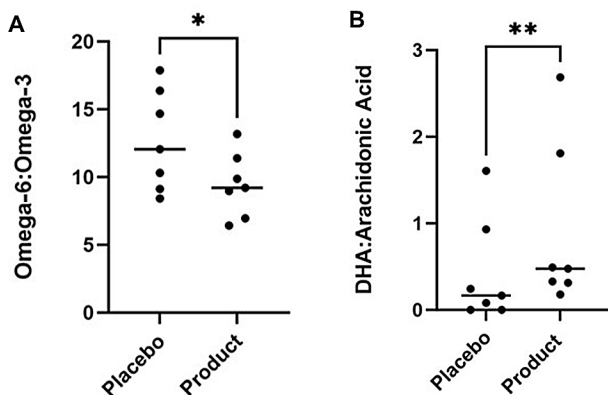 A
*
Omega-6:Omega-3
20
15
10
5
0
Placebo
Product
B
**
DHA:Arachidonic Acid
3
2
1
0
Placebo
Product